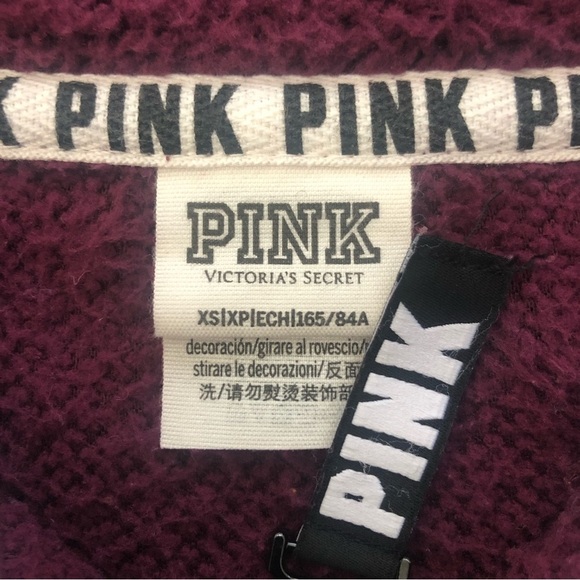 K PINK PINK P
PINK
VICTORIA'S SECRET
XS|XP|ECH|165/84A
decoración/girare al rovescio/
stirare le decorazioni/反面
洗/请勿熨烫装饰部
PINK